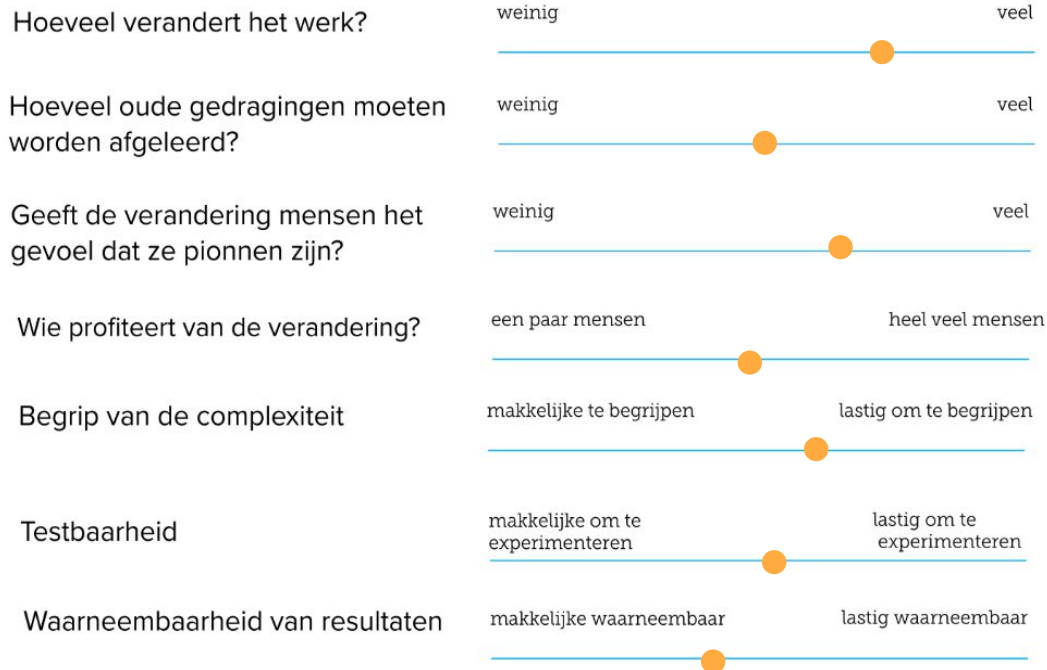 Hoeveel verandert het werk?
weinig
veel
Hoeveel oude gedragingen moeten
worden afgeleerd?
weinig
veel
Geeft de verandering mensen het
gevoel dat ze pionnen zijn?
weinig
veel
Wie profiteert van de verandering?
een paar mensen
heel veel mensen
Begrip van de complexiteit
makkelijke te begrijpen
lastig om te begrijpen
Testbaarheid
makkelijke om te
experimenteren
lastig om te
experimenteren
Waarneembaarheid van resultaten
makkelijke waarneembaar
lastig waarneembaar